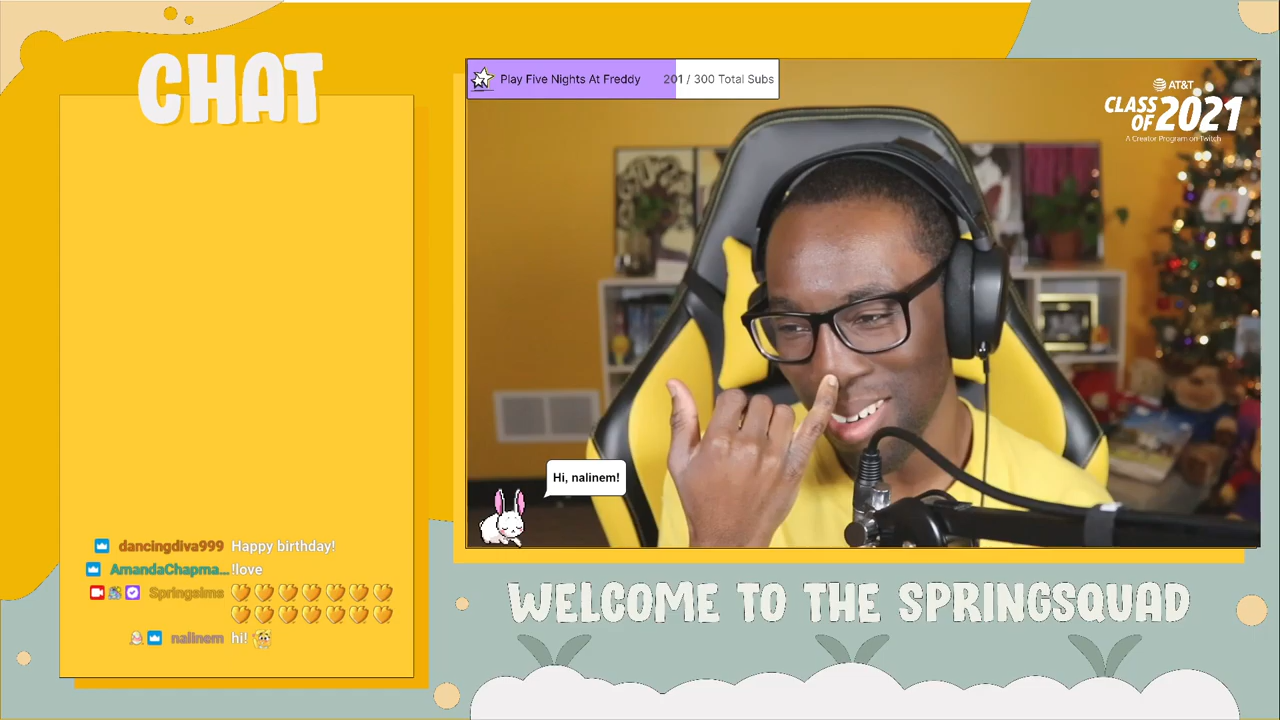 CHAT
Play Five Nights At Freddy 201 / 300 Total Subs
AT&T
CLASS
OF 2021
A Creator Program on Twitch
Hi, nalinem!
dancingdiva999 Happy birthday!
AmandaChapma... !love
Springsims
nalinem hi!
WELCOME TO THE SPRINGSQUAD